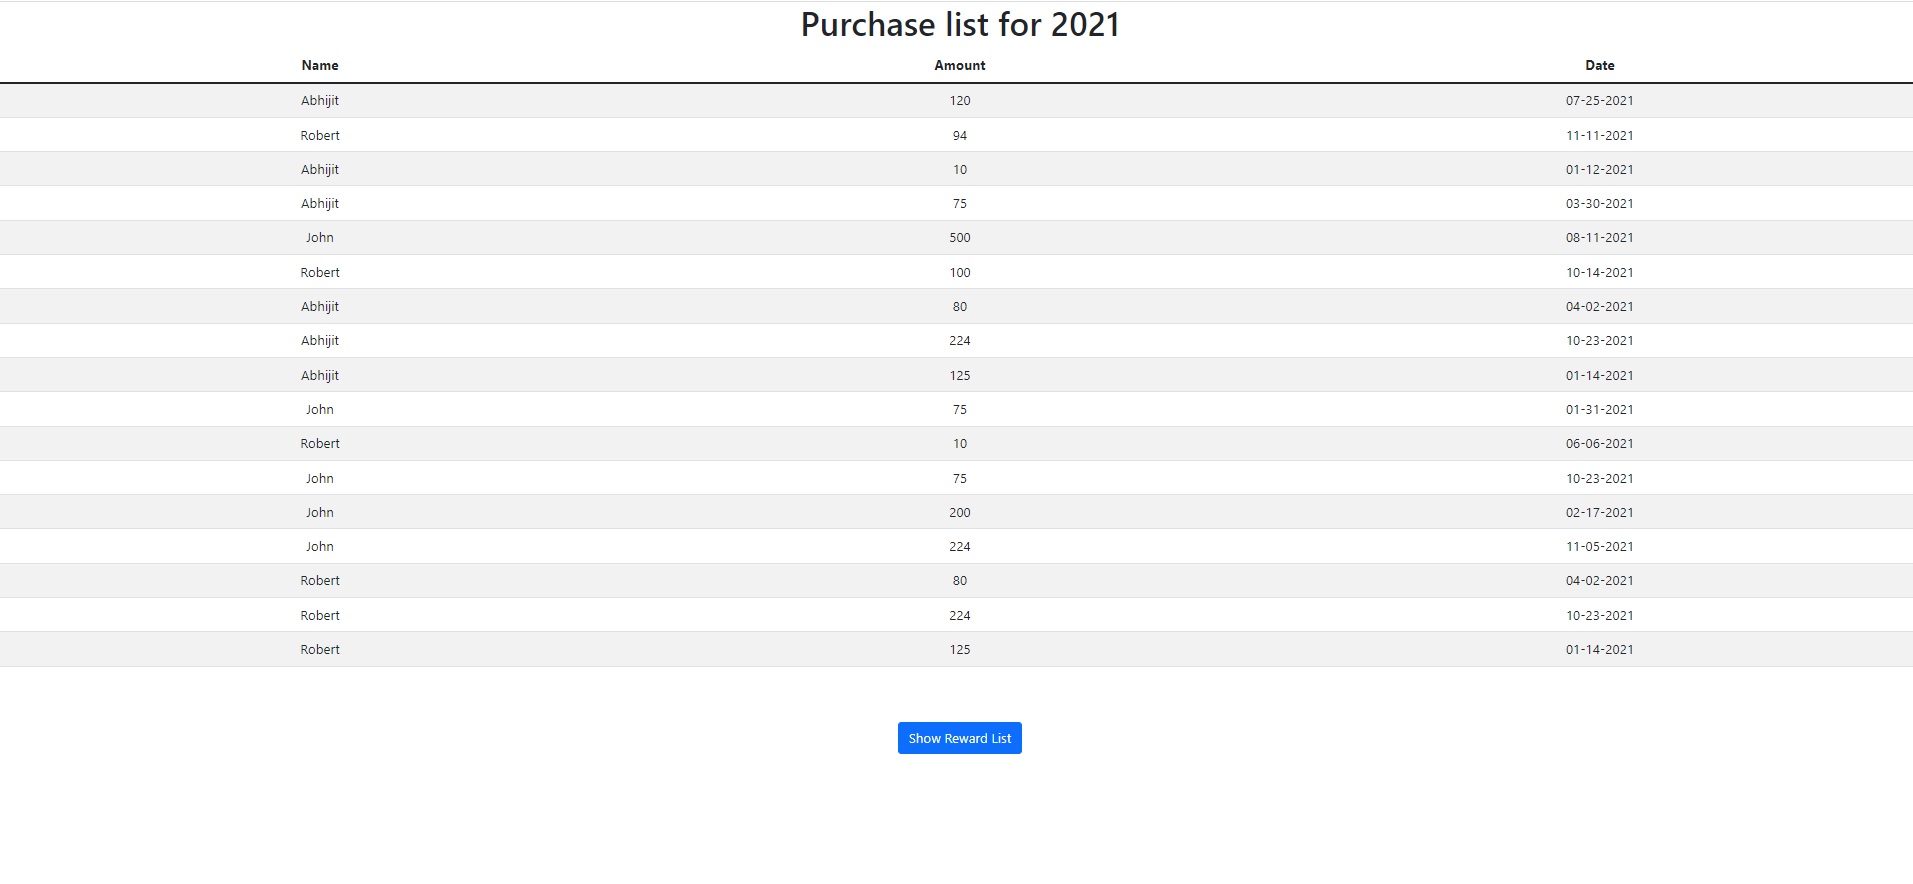 Purchase list for 2021
Name Amount Date
Abhijit 120 07-25-2021
Robert 94 11-11-2021
Abhijit 10 01-12-2021
Abhijit 75 03-30-2021
John 500 08-11-2021
Robert 100 10-14-2021
Abhijit 80 04-02-2021
Abhijit 224 10-23-2021
Abhijit 125 01-14-2021
John 75 01-31-2021
Robert 10 06-06-2021
John 75 10-23-2021
John 200 02-17-2021
John 224 11-05-2021
Robert 80 04-02-2021
Robert 224 10-23-2021
Robert 125 01-14-2021
Show Reward List